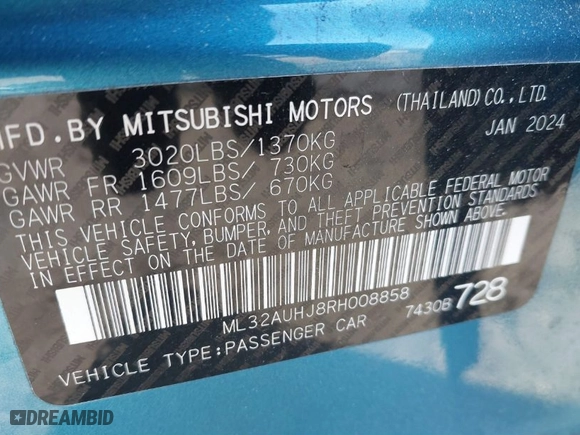 MFD. BY MITSUBISHI MOTORS (THAILAND) CO., LTD.
JAN 2024
GVWR 3020LBS/1370KG
GAWR FR 1609LBS/ 730KG
GAWR RR 1477LBS/ 670KG
THIS VEHICLE CONFORMS TO ALL APPLICABLE FEDERAL MOTOR
VEHICLE SAFETY, BUMPER, AND THEFT PREVENTION STANDARDS
IN EFFECT ON THE DATE OF MANUFACTURE SHOWN ABOVE.
ML32AUHJ8RH008858
7430B 728
VEHICLE TYPE:PASSENGER CAR
DREAMBID